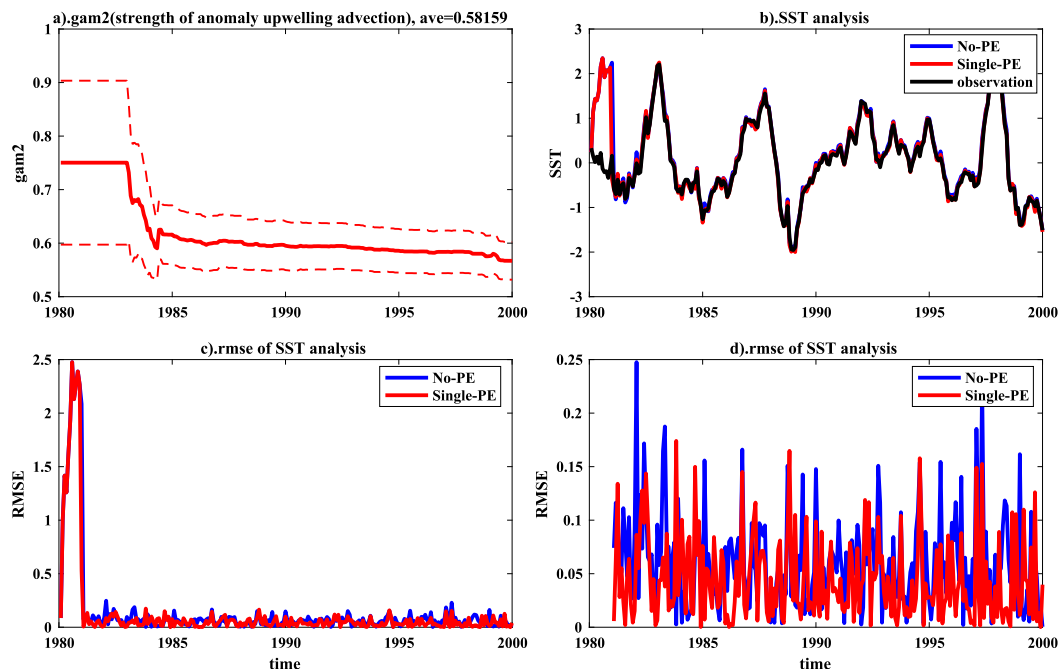 a).gam2(strength of anomaly upwelling advection), ave=0.58159
1
0.9
0.8
0.7
0.6
0.5
gam2
1980 1985 1990 1995 2000
b).SST analysis
3
2
1
0
-1
-2
-3
SST
No-PE
Single-PE
observation
1980 1985 1990 1995 2000
c).rmse of SST analysis
2.5
2
1.5
1
0.5
0
RMSE
No-PE
Single-PE
1980 1985 1990 1995 2000
time
d).rmse of SST analysis
0.25
0.2
0.15
0.1
0.05
0
RMSE
No-PE
Single-PE
1980 1985 1990 1995 2000
time